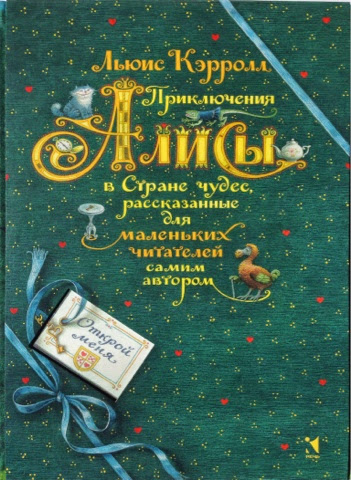 Льюис Кэрролл
Приключения
Алисы
в Стране чудес,
рассказанные
для
маленьких
читателей
самим
автором
Открой
меня